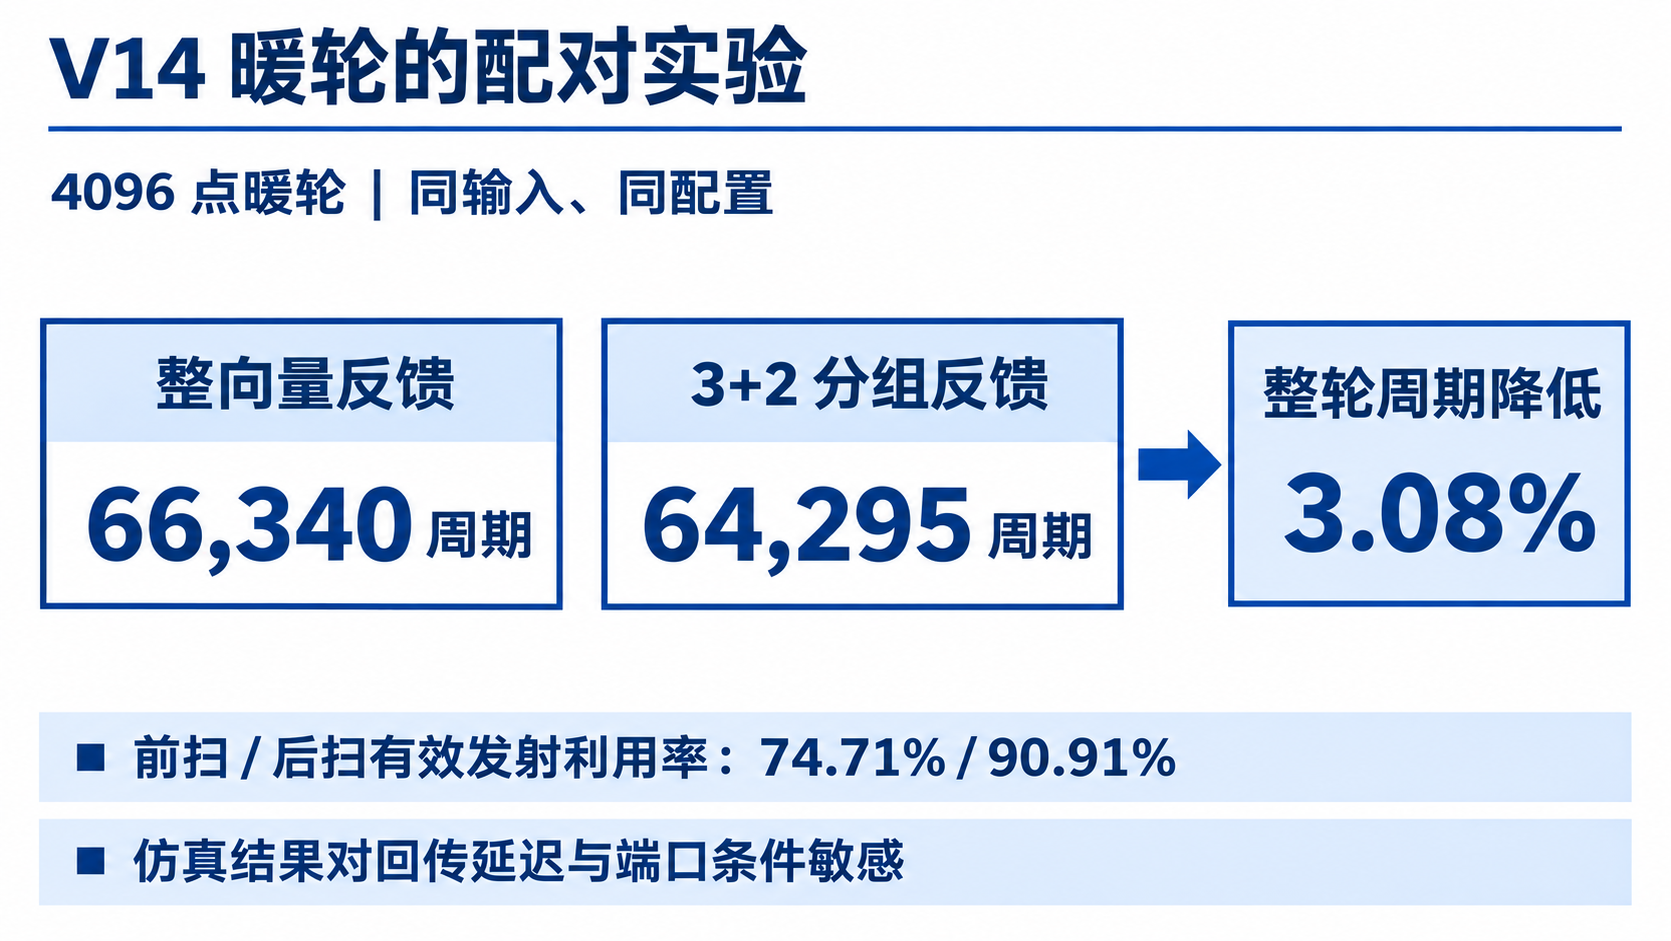 V14 暖轮的配对实验
4096 点暖轮 | 同输入、同配置
整向量反馈
66,340 周期
3+2 分组反馈
64,295 周期
整轮周期降低
3.08%
■ 前扫 / 后扫有效发射利用率：74.71% / 90.91%
■ 仿真结果对回传延迟与端口条件敏感